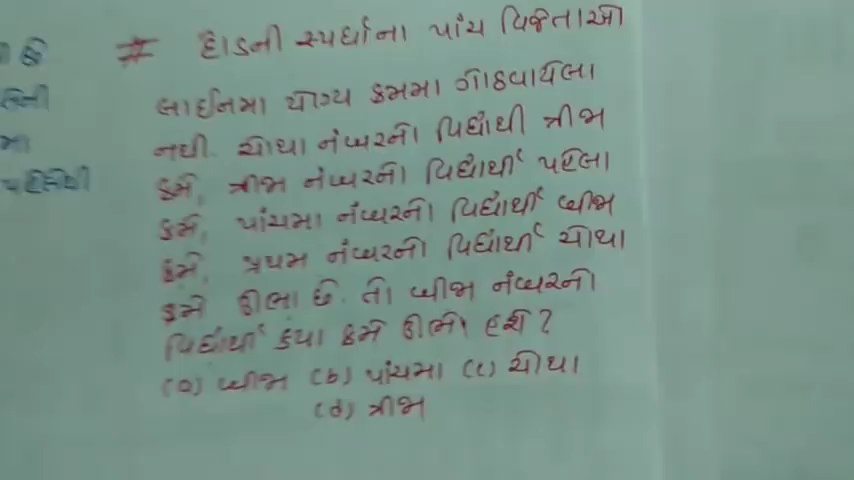 # દોડની સ્પર્ધાના પાંચ વિજેતાઓ
લાઈનમા યોગ્ય ક્રમમા ગોઠવાયેલા
નથી. ચોથા નંબરનો વિદ્યાર્થી ત્રીજા
ક્રમે, ત્રીજા નંબરનો વિદ્યાર્થી પહેલા
ક્રમે, પાંચમા નંબરનો વિદ્યાર્થી બીજા
ક્રમે, પ્રથમ નંબરનો વિદ્યાર્થી ચોથા
ક્રમે ઊભા છે. તો બીજા નંબરનો
વિદ્યાર્થી કયા ક્રમે ઊભો હશે?
(a) બીજા (b) પાંચમા (c) ચોથા
(d) ત્રીજા